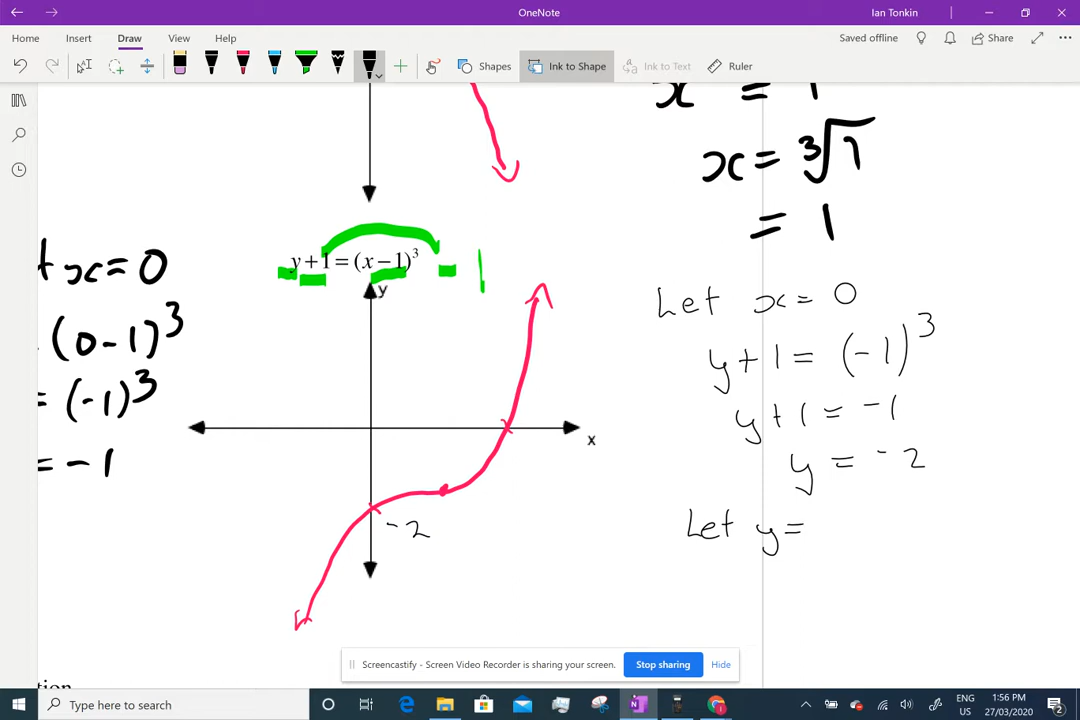 OneNote
Ian Tonkin
Home Insert Draw View Help
Saved offline
Share
Shapes
Ink to Shape
Ink to Text
Ruler
x = 1
x = ∛1
= 1
t x = 0
(0-1)³
= (-1)³
= -1
y + 1 = (x − 1)³ - 1
y
x
-2
Let x = 0
y + 1 = (-1)³
y + 1 = -1
y = -2
Let y =
Screencastify - Screen Video Recorder is sharing your screen.
Stop sharing
Hide
Type here to search
ENG
US
1:56 PM
27/03/2020
2